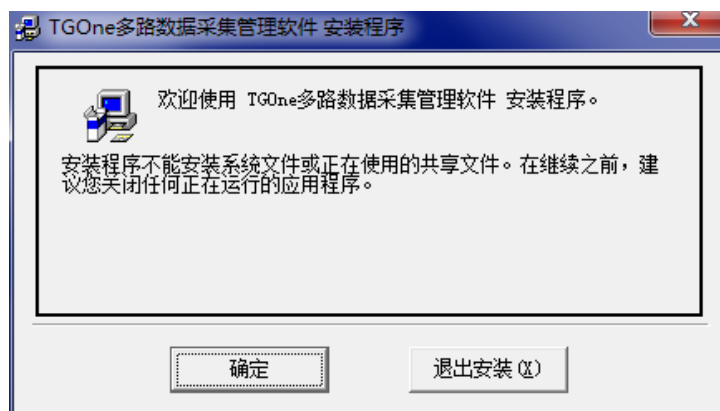 TGOne多路数据采集管理软件 安装程序
欢迎使用 TGOne多路数据采集管理软件 安装程序。
安装程序不能安装系统文件或正在使用的共享文件。在继续之前，建
议您关闭任何正在运行的应用程序。
确定
退出安装(X)